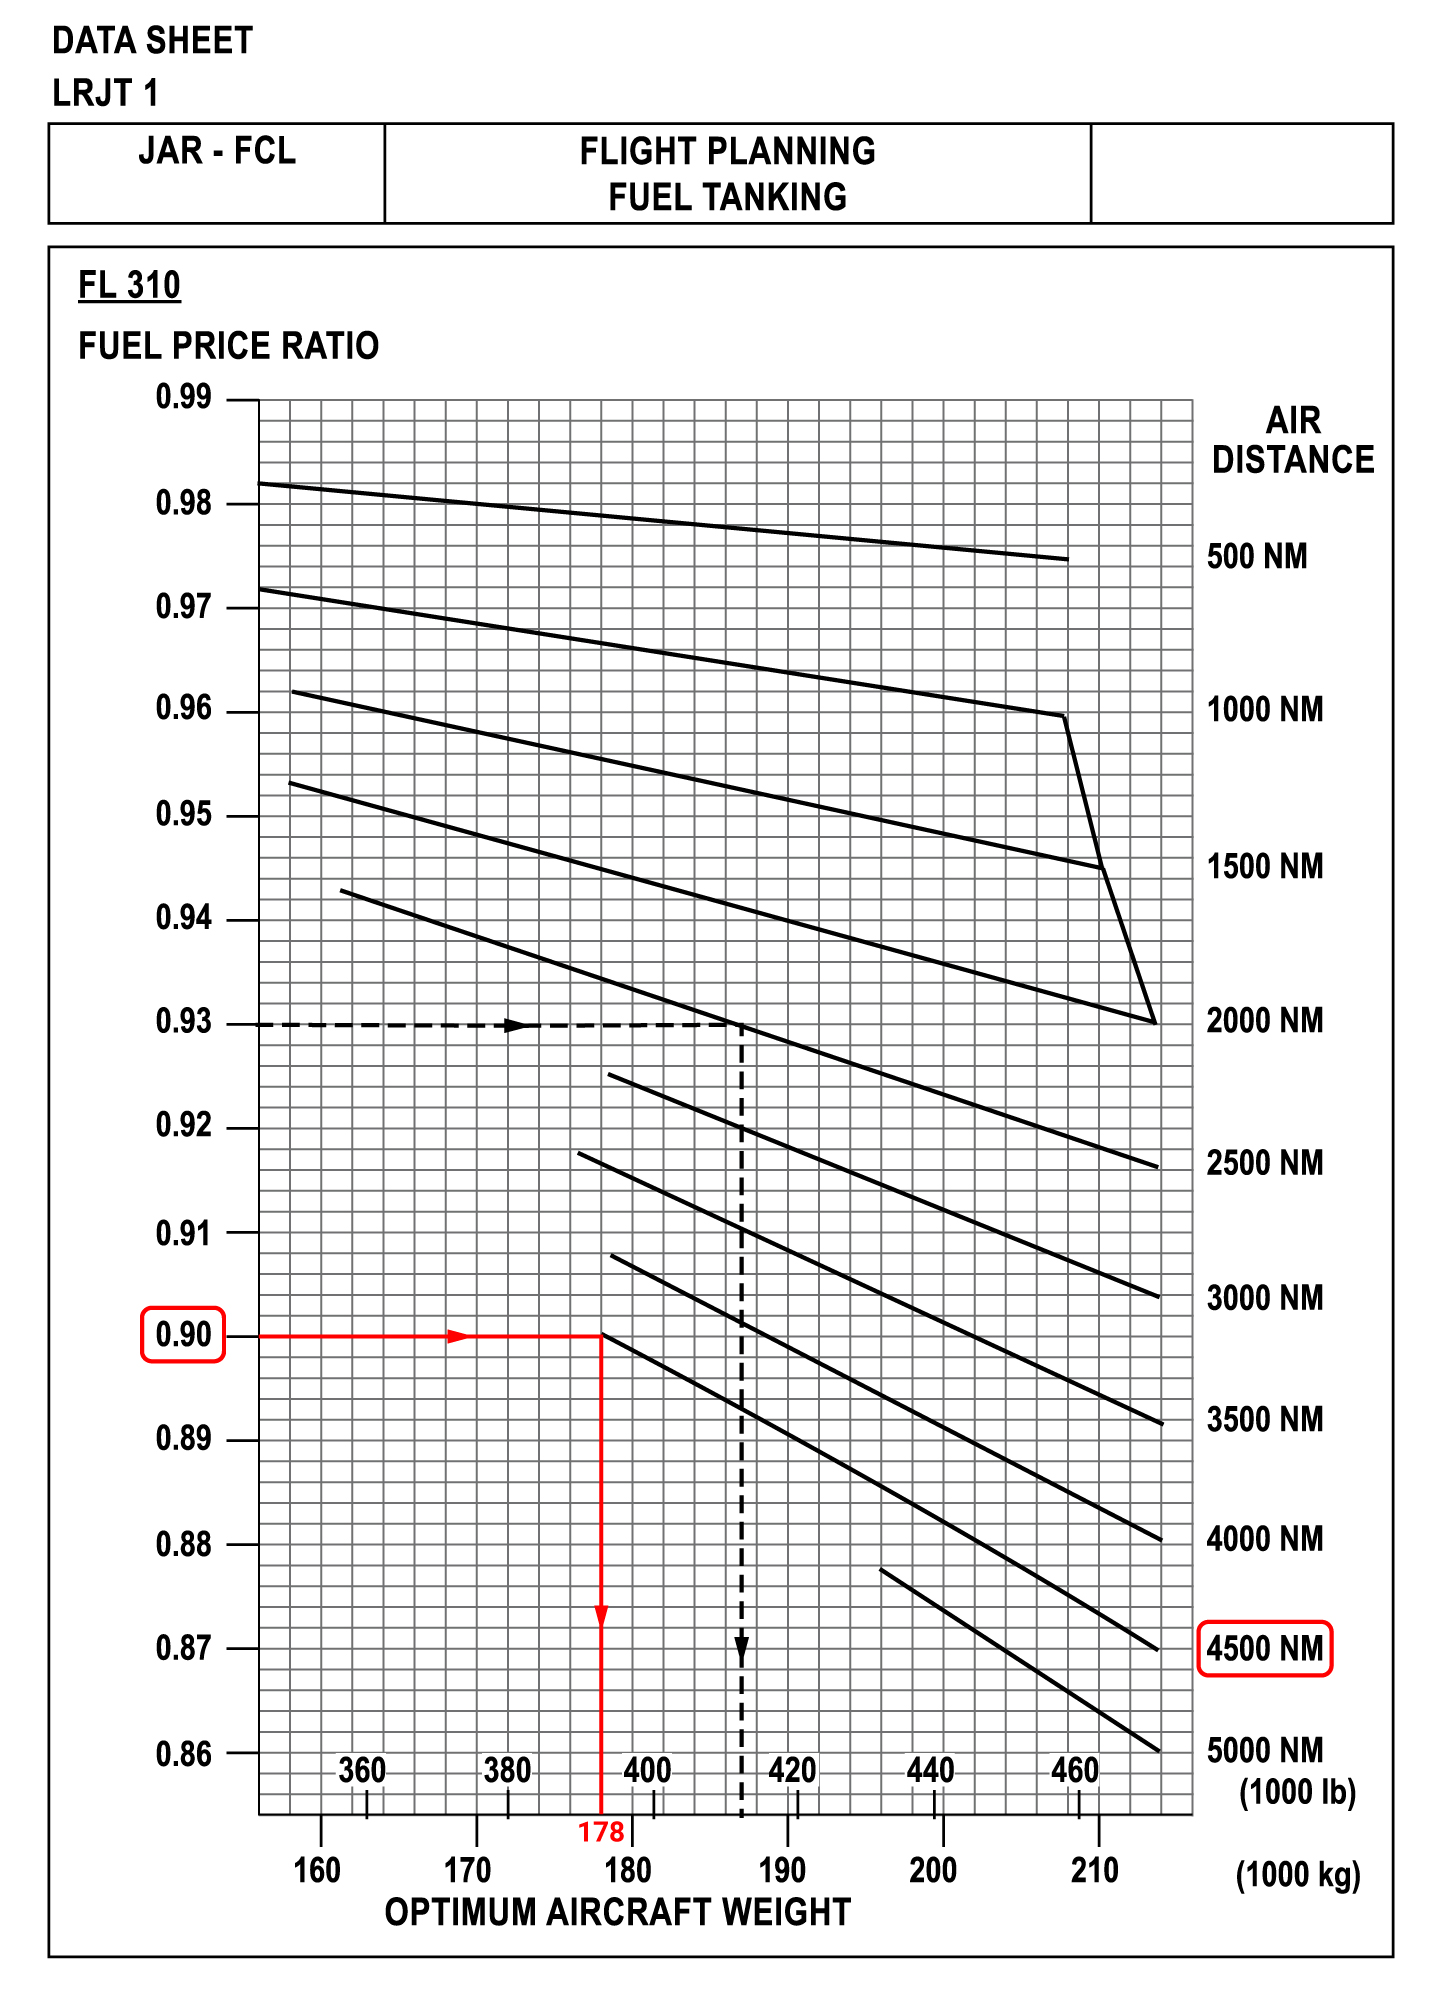 DATA SHEET
LRJT 1
JAR - FCL
FLIGHT PLANNING
FUEL TANKING
FL 310
FUEL PRICE RATIO
0.99
AIR
DISTANCE
0.98
500 NM
0.97
0.96
1000 NM
0.95
1500 NM
0.94
0.93
2000 NM
0.92
2500 NM
0.91
3000 NM
0.90
0.89
3500 NM
0.88
4000 NM
0.87
4500 NM
0.86
5000 NM
360 380 400 420 440 460 (1000 lb)
178
160 170 180 190 200 210 (1000 kg)
OPTIMUM AIRCRAFT WEIGHT